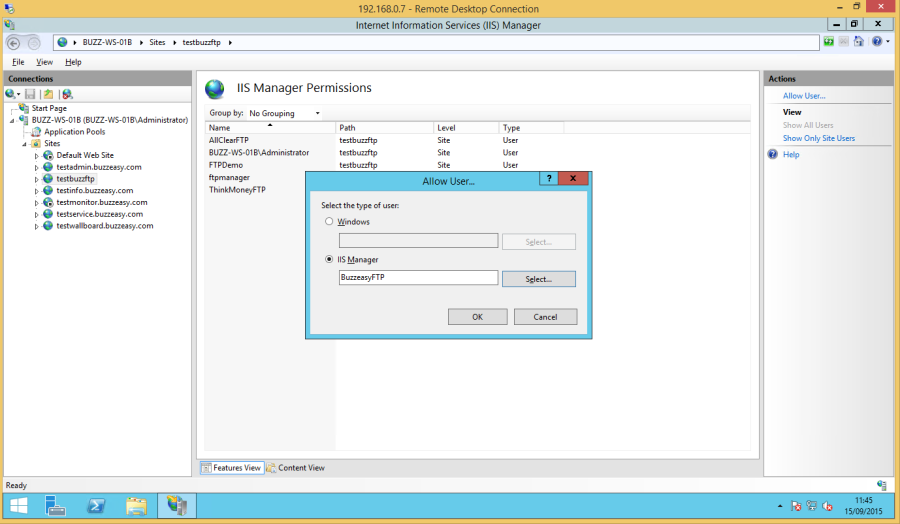 192.168.0.7 - Remote Desktop Connection
Internet Information Services (IIS) Manager
BUZZ-WS-01B Sites testbuzzftp
File View Help
Connections
Start Page
BUZZ-WS-01B (BUZZ-WS-01B\Administrator)
Application Pools
Sites
Default Web Site
testadmin.buzzeasy.com
testbuzzftp
testinfo.buzzeasy.com
testmonitor.buzzeasy.com
testservice.buzzeasy.com
testwallboard.buzzeasy.com
IIS Manager Permissions
Group by: No Grouping
Name Path Level Type
AllClearFTP testbuzzftp Site User
BUZZ-WS-01B\Administrator testbuzzftp Site User
FTPDemo testbuzzftp Site User
ftpmanager
ThinkMoneyFTP
Allow User... ? X
Select the type of user:
Windows
Select...
IIS Manager
BuzzeasyFTP Select...
OK Cancel
Actions
Allow User...
View
Show All Users
Show Only Site Users
Help
Features View Content View
Ready
11:45
15/09/2015